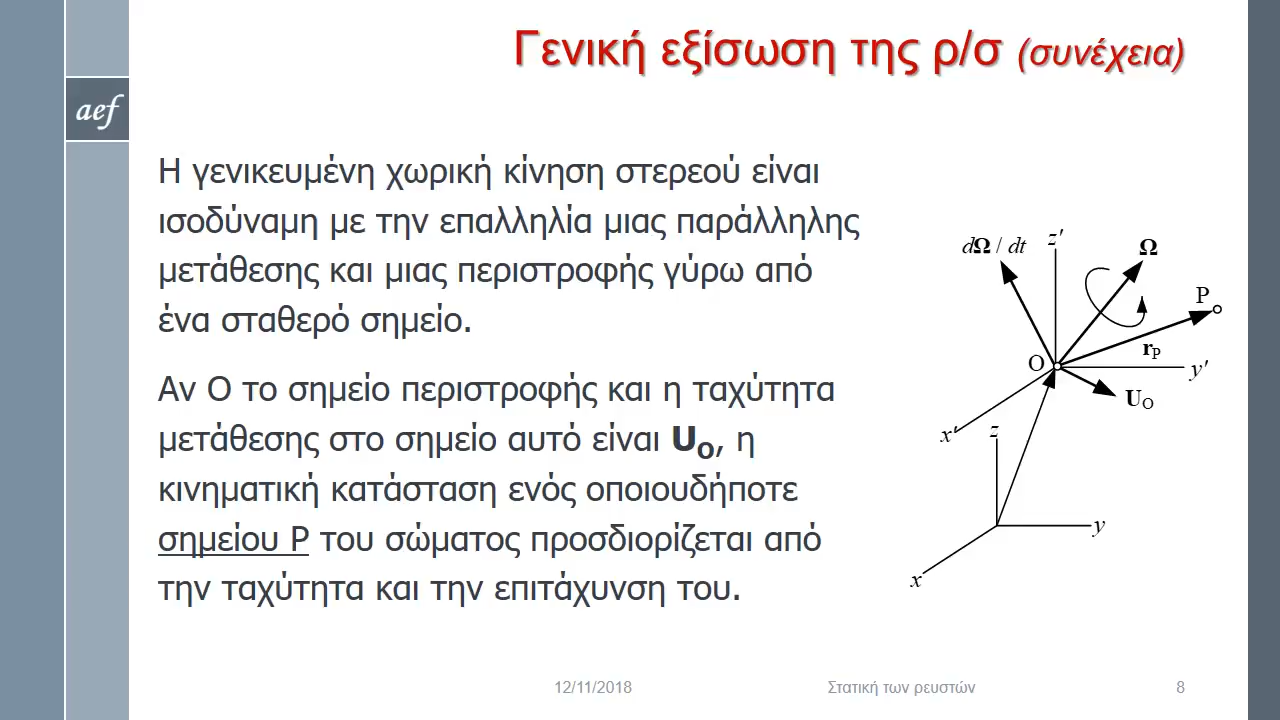 Γενική εξίσωση της ρ/σ (συνέχεια)
aef
Η γενικευμένη χωρική κίνηση στερεού είναι
ισοδύναμη με την επαλληλία μιας παράλληλης
μετάθεσης και μιας περιστροφής γύρω από
ένα σταθερό σημείο.
Αν Ο το σημείο περιστροφής και η ταχύτητα
μετάθεσης στο σημείο αυτό είναι UO, η
κινηματική κατάσταση ενός οποιουδήποτε
σημείου Ρ του σώματος προσδιορίζεται από
την ταχύτητα και την επιτάχυνση του.
dΩ / dt
z'
Ω
P
rP
O
y'
UO
x'
z
y
x
12/11/2018
Στατική των ρευστών
8